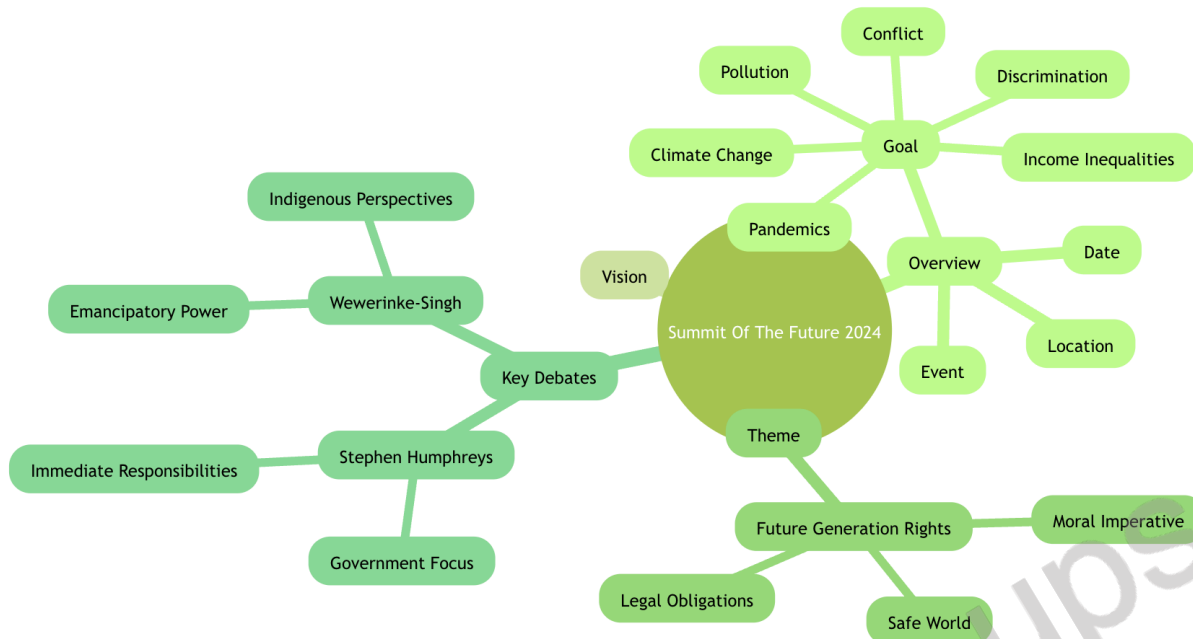 Conflict
Pollution
Discrimination
Goal
Climate Change
Income Inequalities
Indigenous Perspectives
Pandemics
Date
Overview
Vision
Wewerinke-Singh
Emancipatory Power
Summit Of The Future 2024
Location
Event
Key Debates
Theme
Stephen Humphreys
Immediate Responsibilities
Moral Imperative
Future Generation Rights
Government Focus
Legal Obligations
Safe World
ups